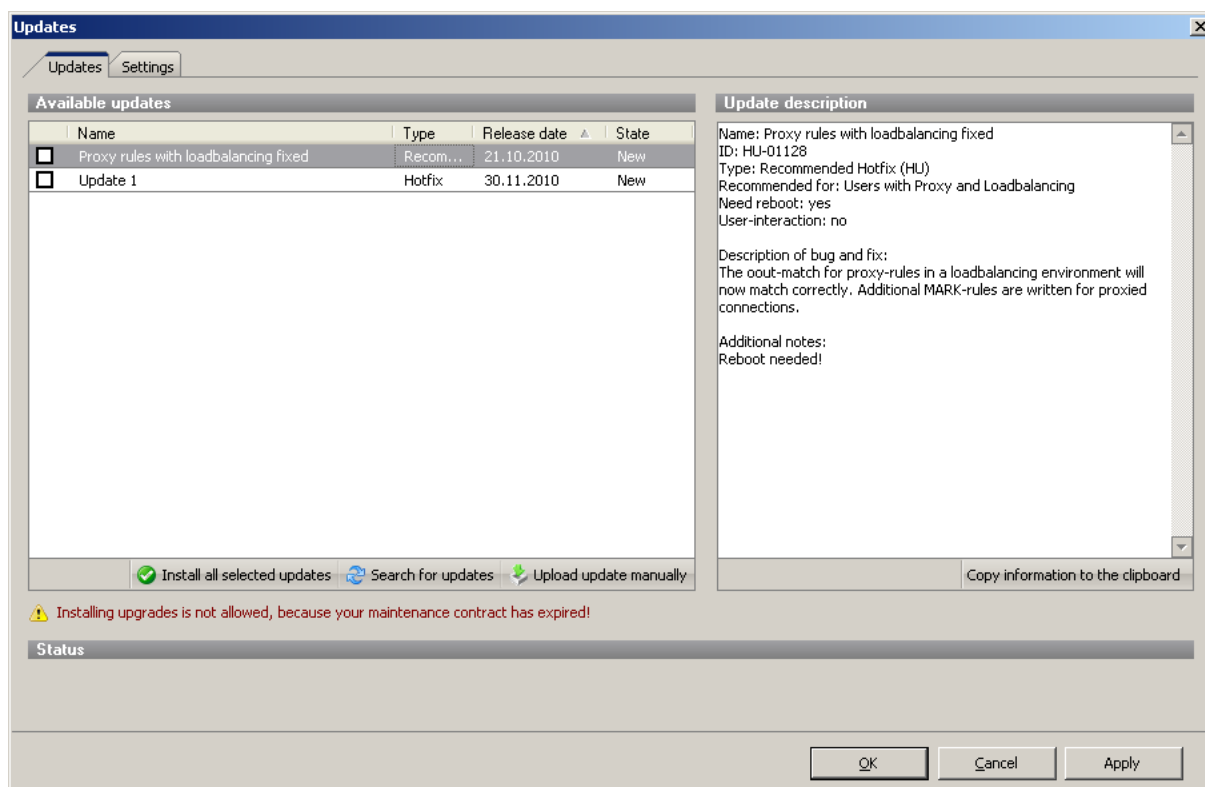 Updates
Updates Settings
Available updates
Name Type Release date State
Proxy rules with loadbalancing fixed Recom... 21.10.2010 New
Update 1 Hotfix 30.11.2010 New
Install all selected updates Search for updates Upload update manually
Update description
Name: Proxy rules with loadbalancing fixed
ID: HU-01128
Type: Recommended Hotfix (HU)
Recommended for: Users with Proxy and Loadbalancing
Need reboot: yes
User-interaction: no
Description of bug and fix:
The oout-match for proxy-rules in a loadbalancing environment will
now match correctly. Additional MARK-rules are written for proxied
connections.
Additional notes:
Reboot needed!
Copy information to the clipboard
Installing upgrades is not allowed, because your maintenance contract has expired!
Status
OK Cancel Apply